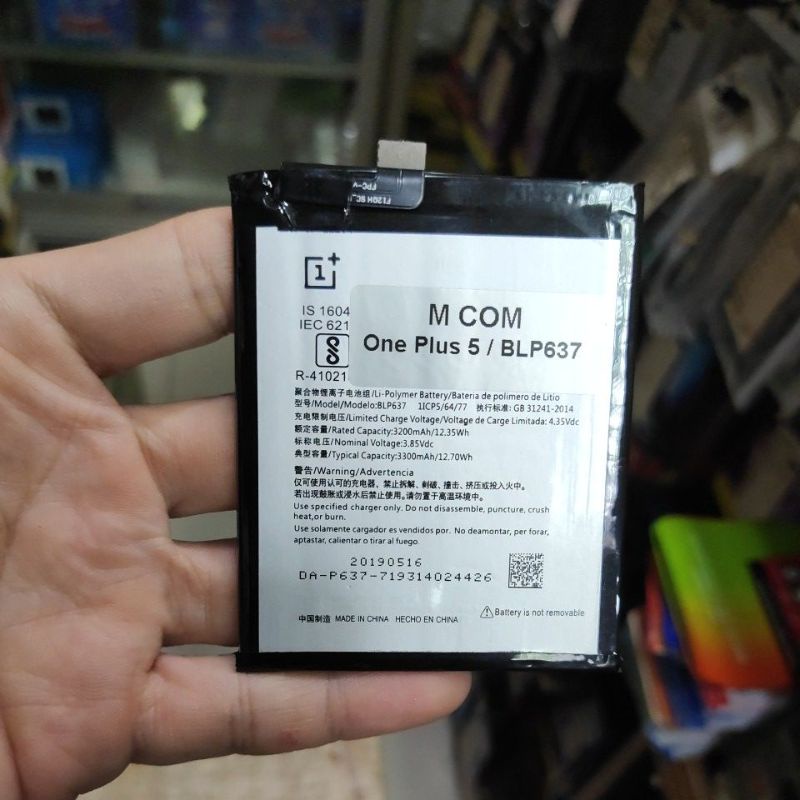 FPC-V
F120H SC_
1+
IS 1604
IEC 621
R-41021
M COM
One Plus 5 / BLP637
聚合物锂离子电池组/Li-Polymer Battery/Bateria de polimero de Litio
型号/Model/Modelo:BLP637 1ICP5/64/77 执行标准: GB 31241-2014
充电限制电压/Limited Charge Voltage/Voltage de Carge Limitada: 4.35Vdc
额定容量/Rated Capacity:3200mAh/12.35Wh
标称电压/Nominal Voltage:3.85Vdc
典型容量/Typical Capacity:3300mAh/12.70Wh
警告/Warning/Advertencia
仅可使用认可的充电器，禁止拆解、刺破、撞击、挤压或投入火中。
若出现鼓胀或浸水后禁止使用。请勿置于高温环境中。
Use specified charger only. Do not disassemble, puncture, crush
heat,or burn.
Use solamente cargador es vendidos por. No deamontar, per forar,
aptastar, calientar o tirar al fuego.
20190516
DA-P637-719314024426
中国制造 MADE IN CHINA HECHO EN CHINA
Battery is not removable